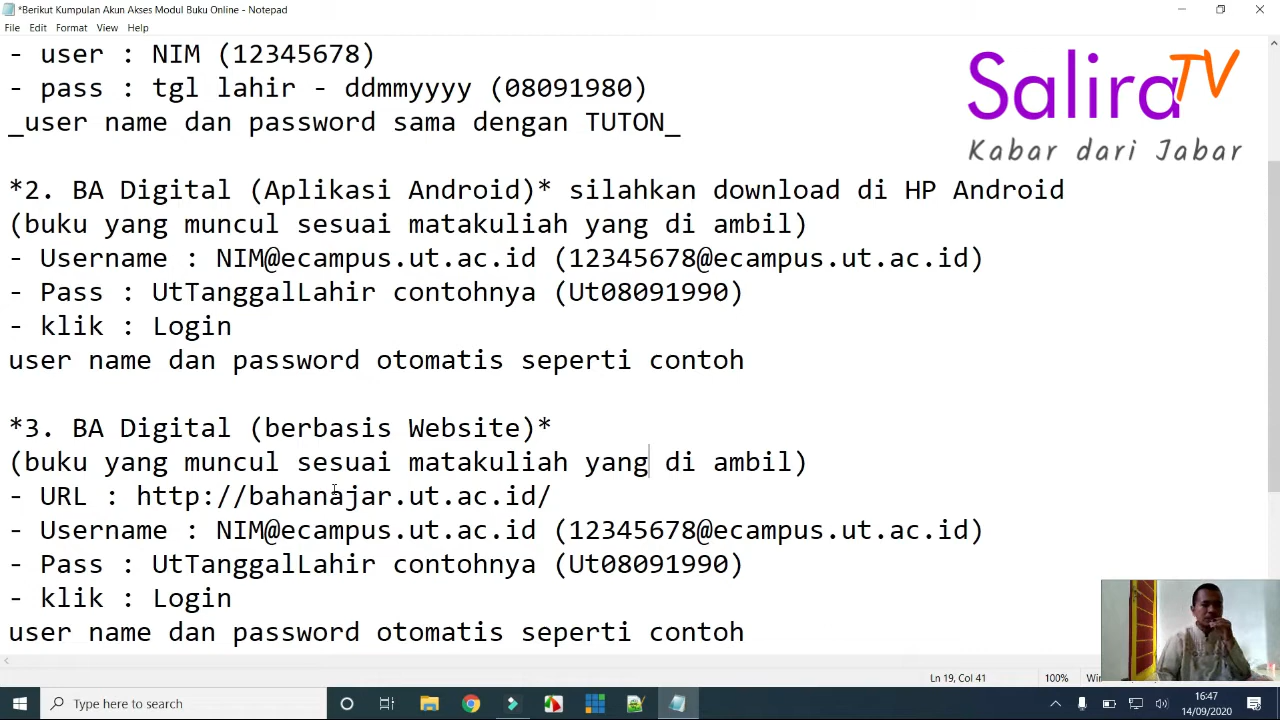 *Berikut Kumpulan Akun Akses Modul Buku Online - Notepad
File Edit Format View Help
- user : NIM (12345678)
- pass : tgl lahir - ddmmyyyy (08091980)
_user name dan password sama dengan TUTON_
Salira TV
Kabar dari Jabar
*2. BA Digital (Aplikasi Android)* silahkan download di HP Android
(buku yang muncul sesuai matakuliah yang di ambil)
- Username : NIM@ecampus.ut.ac.id (12345678@ecampus.ut.ac.id)
- Pass : UtTanggalLahir contohnya (Ut08091990)
- klik : Login
user name dan password otomatis seperti contoh
*3. BA Digital (berbasis Website)*
(buku yang muncul sesuai matakuliah yang di ambil)
- URL : http://bahanajar.ut.ac.id/
- Username : NIM@ecampus.ut.ac.id (12345678@ecampus.ut.ac.id)
- Pass : UtTanggalLahir contohnya (Ut08091990)
- klik : Login
user name dan password otomatis seperti contoh
Ln 19, Col 41 100%
Type here to search
16:47
14/09/2020